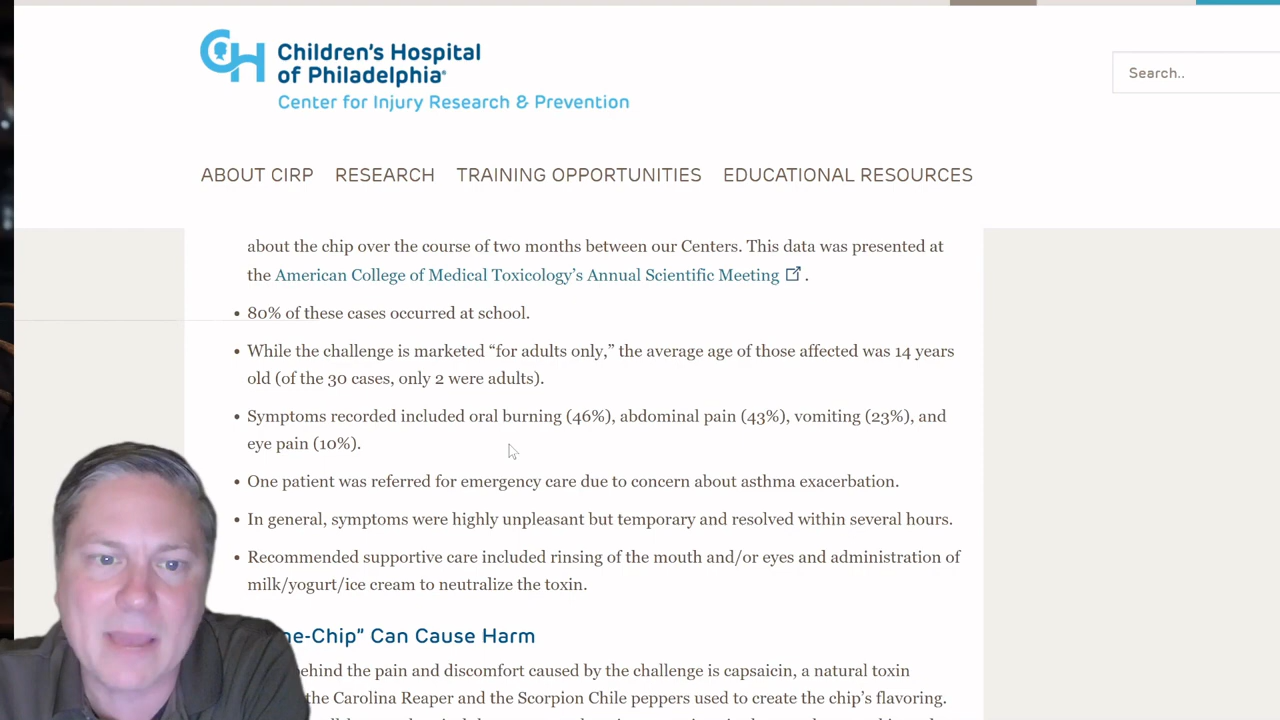 Children's Hospital
of Philadelphia®
Center for Injury Research & Prevention
Search..
ABOUT CIRP RESEARCH TRAINING OPPORTUNITIES EDUCATIONAL RESOURCES
about the chip over the course of two months between our Centers. This data was presented at
the American College of Medical Toxicology’s Annual Scientific Meeting .
• 80% of these cases occurred at school.
• While the challenge is marketed “for adults only,” the average age of those affected was 14 years
old (of the 30 cases, only 2 were adults).
• Symptoms recorded included oral burning (46%), abdominal pain (43%), vomiting (23%), and
eye pain (10%).
• One patient was referred for emergency care due to concern about asthma exacerbation.
• In general, symptoms were highly unpleasant but temporary and resolved within several hours.
• Recommended supportive care included rinsing of the mouth and/or eyes and administration of
milk/yogurt/ice cream to neutralize the toxin.
ne-Chip” Can Cause Harm
ehind the pain and discomfort caused by the challenge is capsaicin, a natural toxin
the Carolina Reaper and the Scorpion Chile peppers used to create the chip’s flavoring.